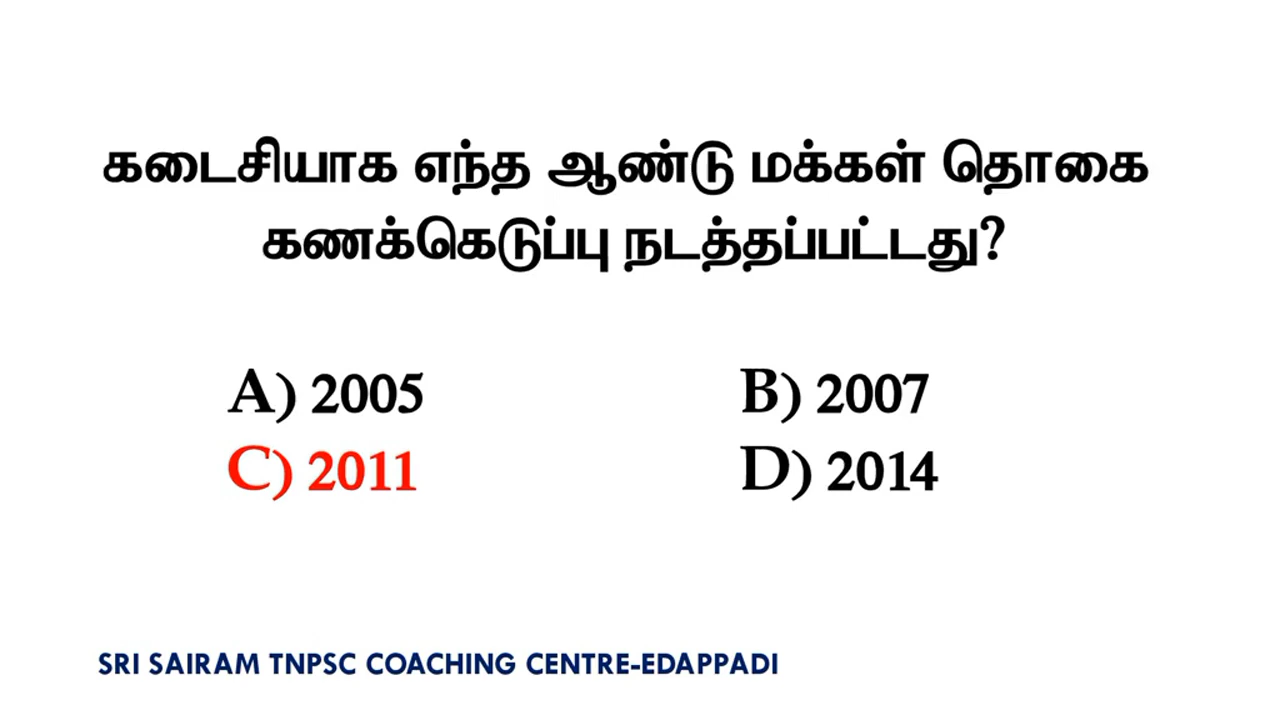 கடைசியாக எந்த ஆண்டு மக்கள் தொகை
கணக்கெடுப்பு நடத்தப்பட்டது?
A) 2005 B) 2007
C) 2011 D) 2014
SRI SAIRAM TNPSC COACHING CENTRE-EDAPPADI